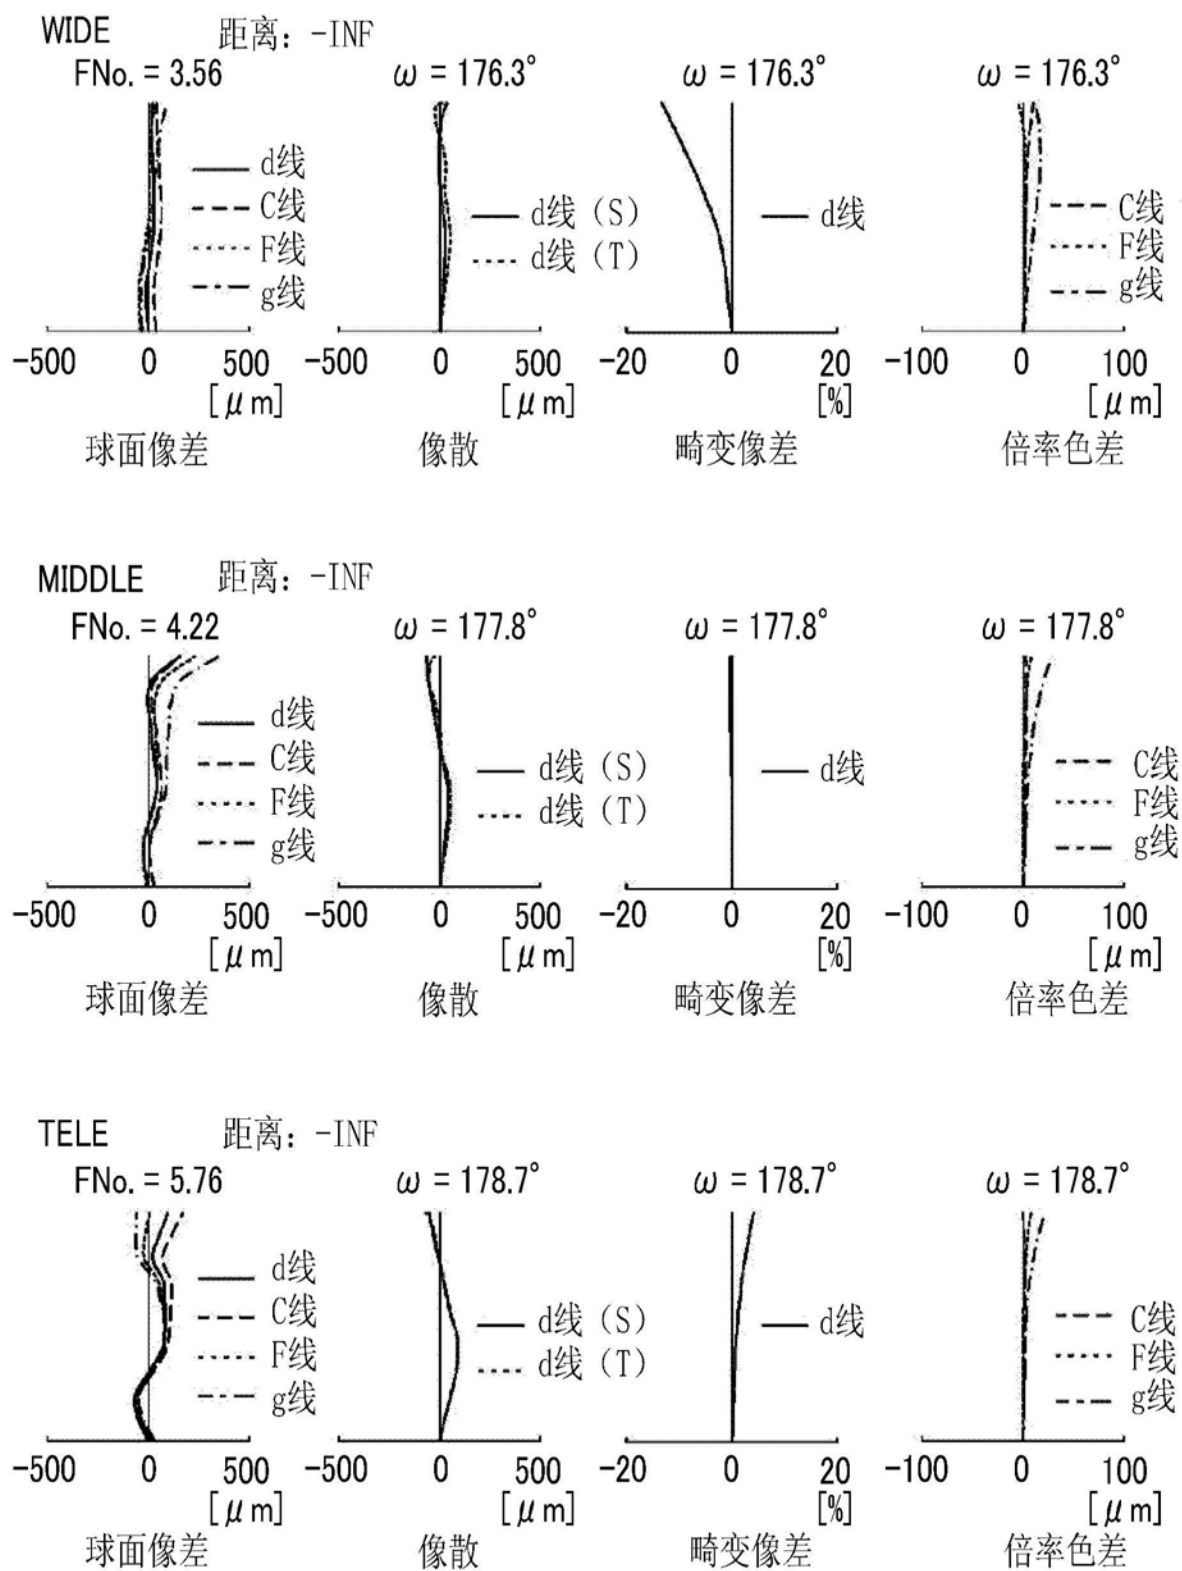 WIDE 距离：-INF
FNo. = 3.56 ω = 176.3° ω = 176.3° ω = 176.3°
d线
C线
F线
g线
d线 (S)
d线 (T)
d线
C线
F线
g线
-500 0 500 -500 0 500 -20 0 20 -100 0 100
[μm] [μm] [%] [μm]
球面像差 像散 畸变像差 倍率色差
MIDDLE 距离：-INF
FNo. = 4.22 ω = 177.8° ω = 177.8° ω = 177.8°
d线
C线
F线
g线
d线 (S)
d线 (T)
d线
C线
F线
g线
-500 0 500 -500 0 500 -20 0 20 -100 0 100
[μm] [μm] [%] [μm]
球面像差 像散 畸变像差 倍率色差
TELE 距离：-INF
FNo. = 5.76 ω = 178.7° ω = 178.7° ω = 178.7°
d线
C线
F线
g线
d线 (S)
d线 (T)
d线
C线
F线
g线
-500 0 500 -500 0 500 -20 0 20 -100 0 100
[μm] [μm] [%] [μm]
球面像差 像散 畸变像差 倍率色差